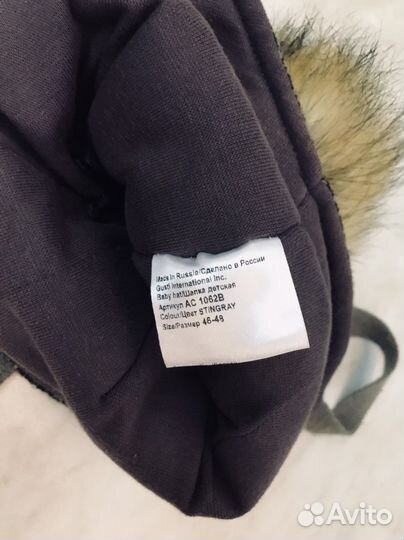 Made in Russia/Сделано в России
Gusti International Inc.
Baby hat/Шапка детская
Артикул AC 1062B
Colour/Цвет STINGRAY
Size/Размер 46-48
Avito